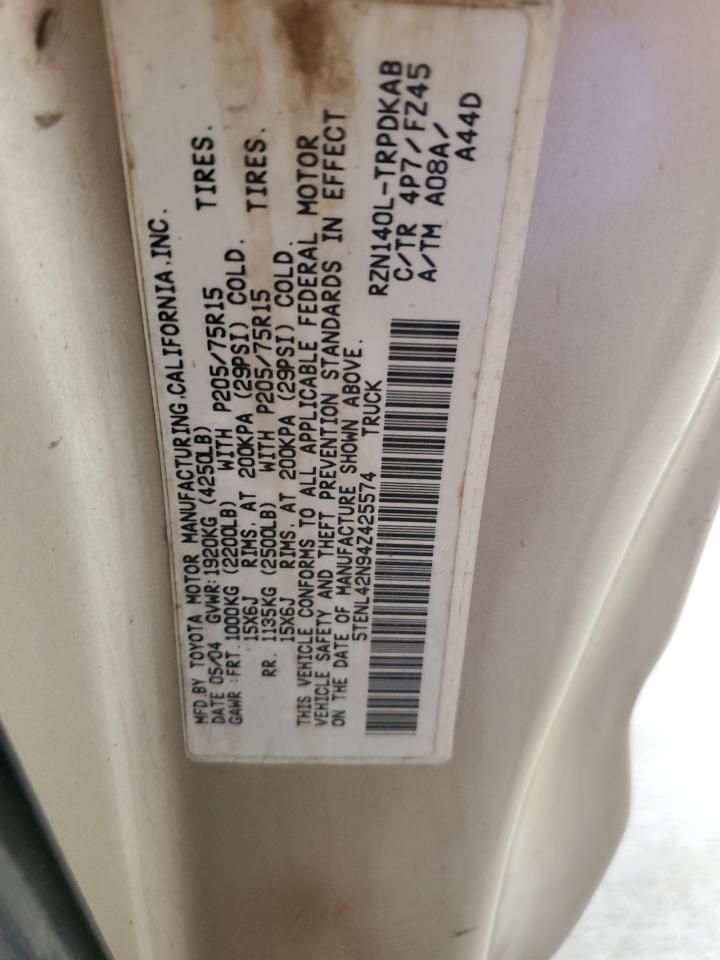 MFD.BY TOYOTA MOTOR MANUFACTURING,CALIFORNIA,INC.
DATE 05/04 GVWR:1920KG (4250LB)
GAWR :FRT. 1000KG (2200LB) WITH P205/75R15 TIRES.
15X6J RIMS, AT 200KPA (29PSI) COLD.
RR. 1135KG (2500LB) WITH P205/75R15 TIRES.
15X6J RIMS, AT 200KPA (29PSI) COLD.
THIS VEHICLE CONFORMS TO ALL APPLICABLE FEDERAL MOTOR
VEHICLE SAFETY AND THEFT PREVENTION STANDARDS IN EFFECT
ON THE DATE OF MANUFACTURE SHOWN ABOVE.
5TENL42N94Z425574 TRUCK
RZN140L-TRPDKAB
C/TR 4P7/FZ45
A/TM A08A/
A44D